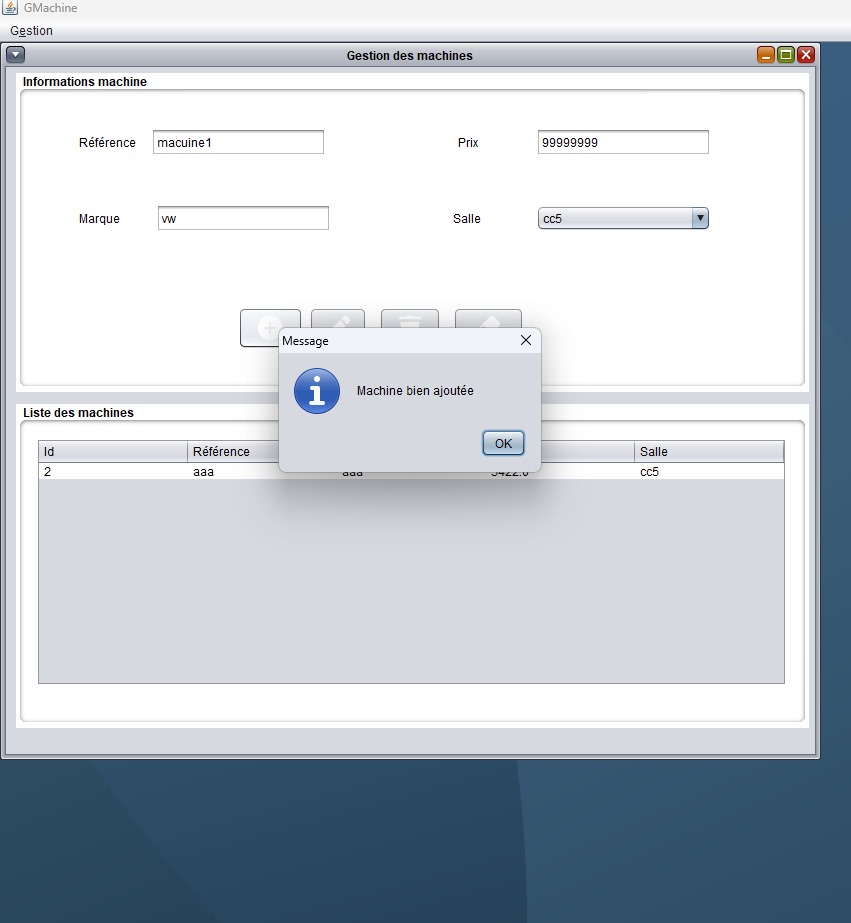 GMachine
Gestion
Gestion des machines
Informations machine
Référence macuine1 Prix 99999999
Marque vw Salle cc5
Message
Machine bien ajoutée
OK
Liste des machines
Id Référence Salle
2 aaa aaa 5422.0 cc5